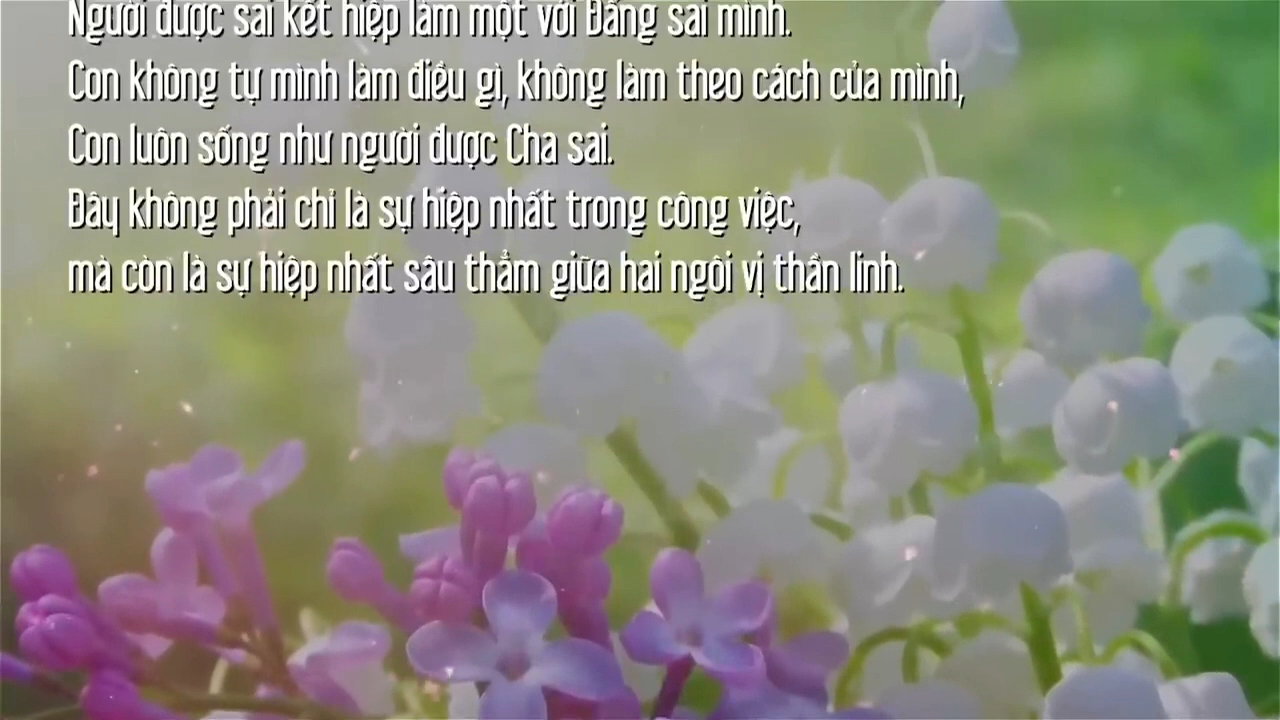 Người được sai kết hiệp làm một với Đấng sai mình.
Con không tự mình làm điều gì, không làm theo cách của mình,
Con luôn sống như người được Cha sai.
Đây không phải chỉ là sự hiệp nhất trong công việc,
mà còn là sự hiệp nhất sâu thẳm giữa hai ngôi vị thần linh.